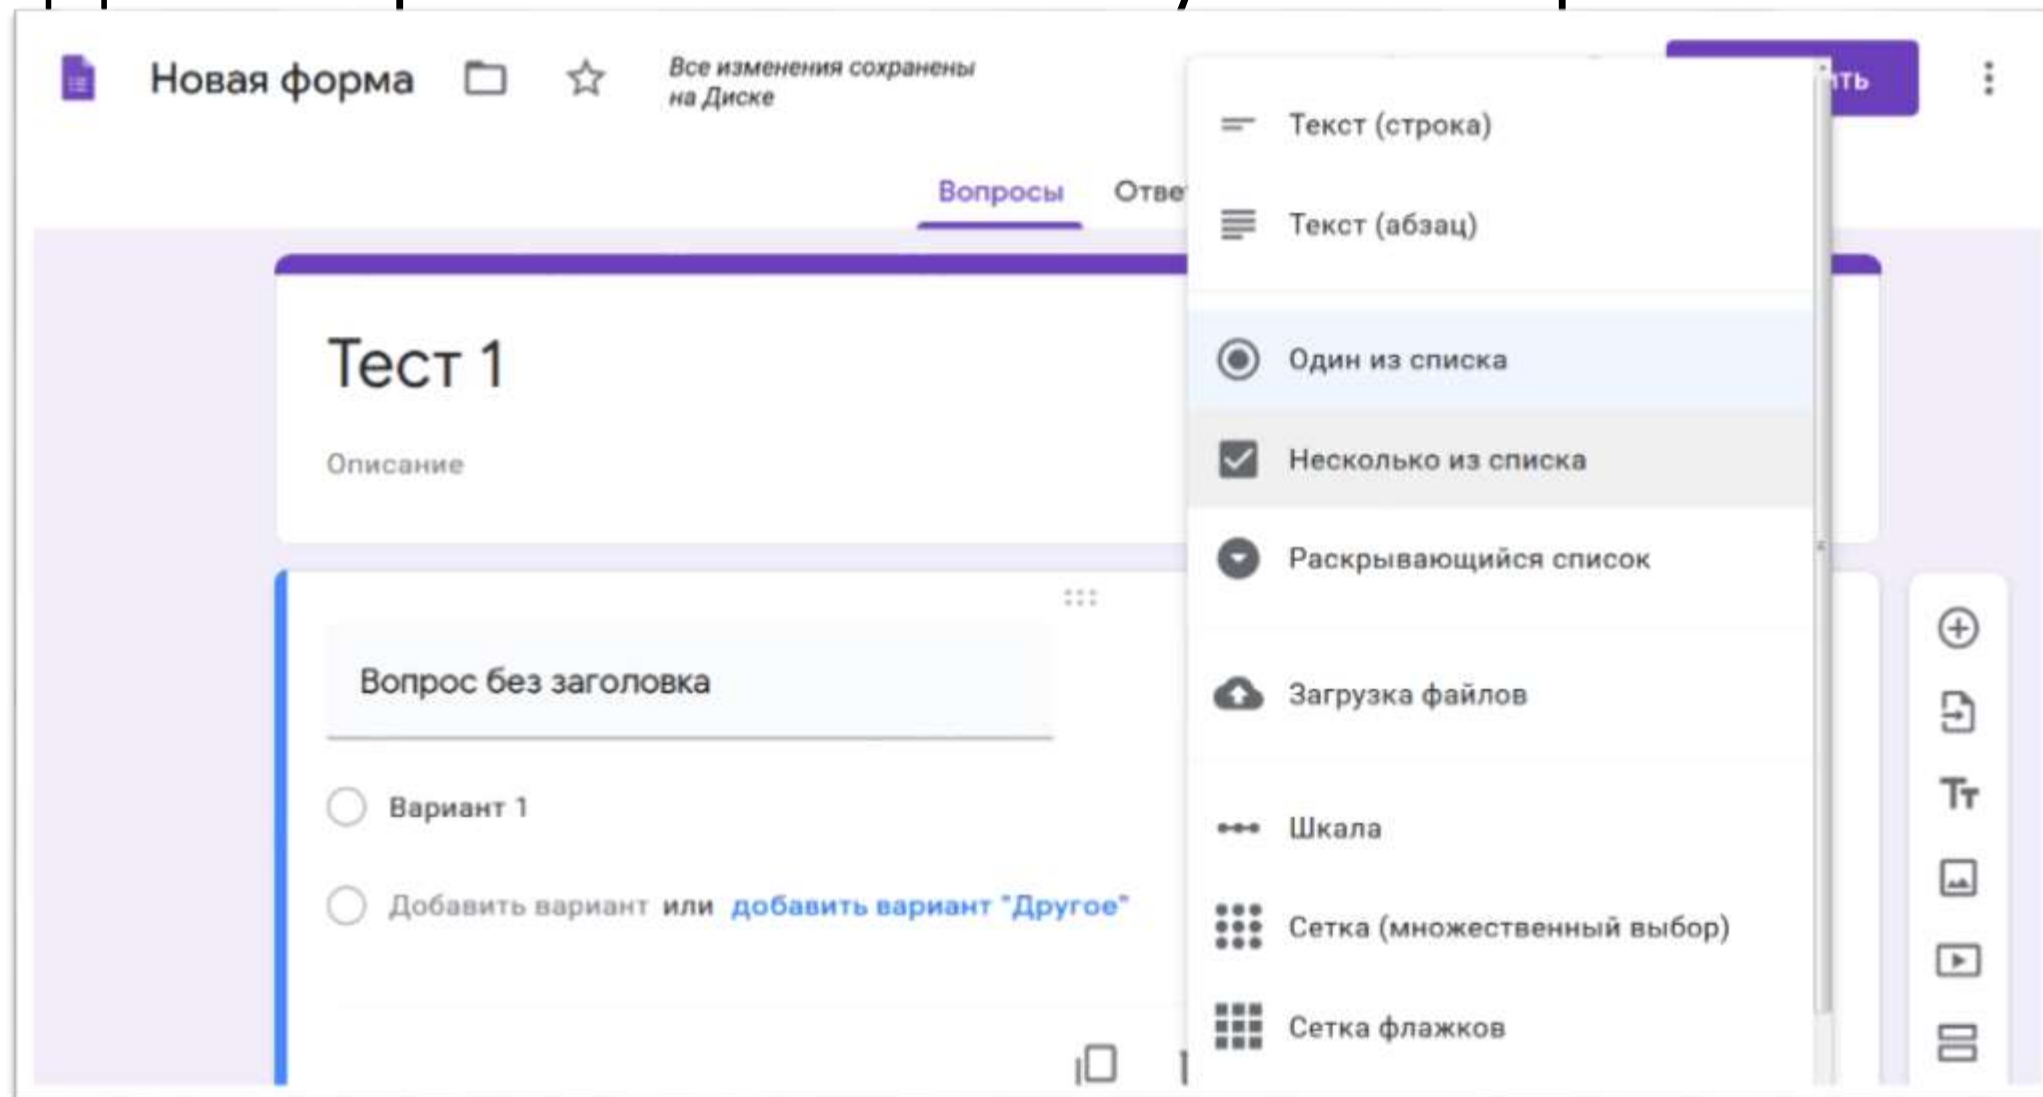 Новая форма
Все изменения сохранены
на Диске
Вопросы
Тест 1
Описание
Вопрос без заголовка
Вариант 1
Добавить вариант или добавить вариант "Другое"
Текст (строка)
Текст (абзац)
Один из списка
Несколько из списка
Раскрывающийся список
Загрузка файлов
Шкала
Сетка (множественный выбор)
Сетка флажков